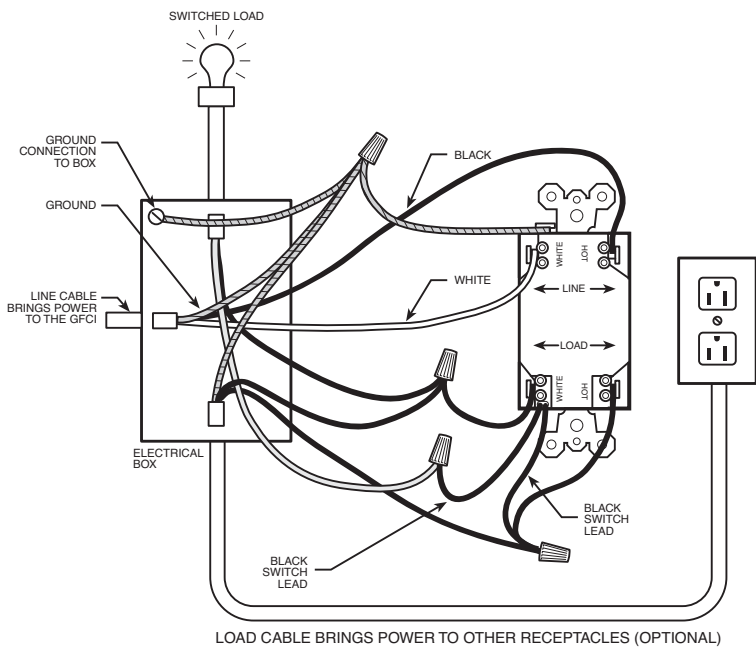 SWITCHED LOAD
GROUND
CONNECTION
TO BOX
BLACK
GROUND
WHITE
HOT
LINE CABLE
BRINGS POWER
TO THE GFCI
WHITE
LINE
LOAD
WHITE
HOT
ELECTRICAL
BOX
BLACK
SWITCH
LEAD
BLACK
SWITCH
LEAD
LOAD CABLE BRINGS POWER TO OTHER RECEPTACLES (OPTIONAL)